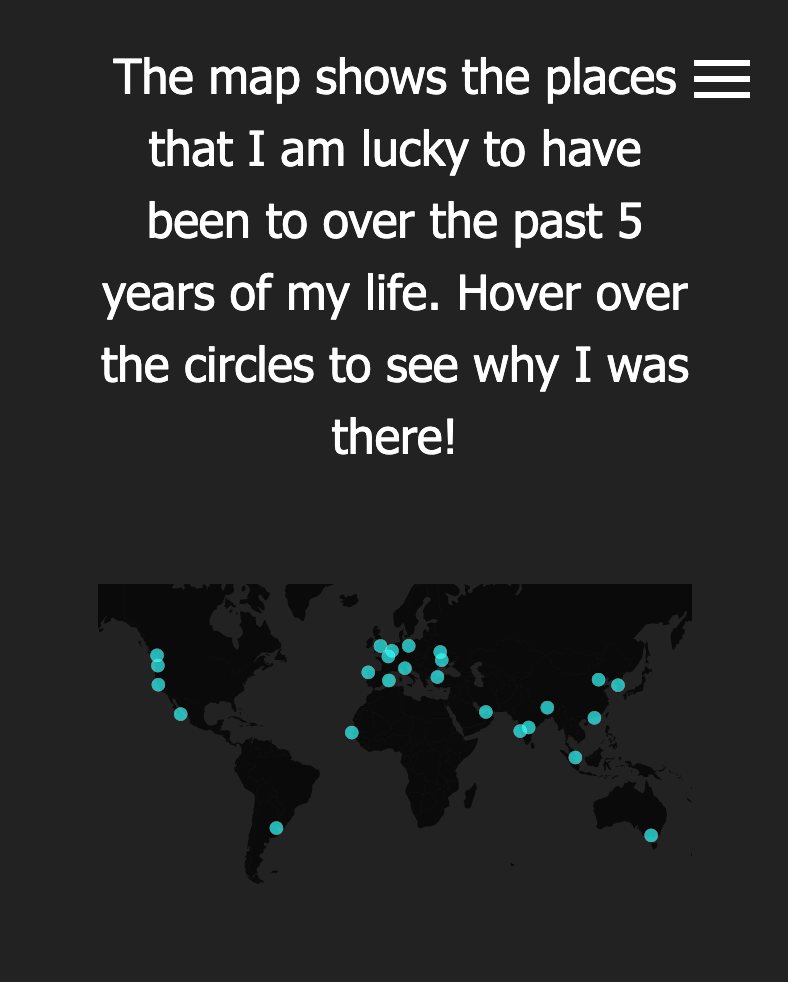 The map shows the places
that I am lucky to have
been to over the past 5
years of my life. Hover over
the circles to see why I was
there!